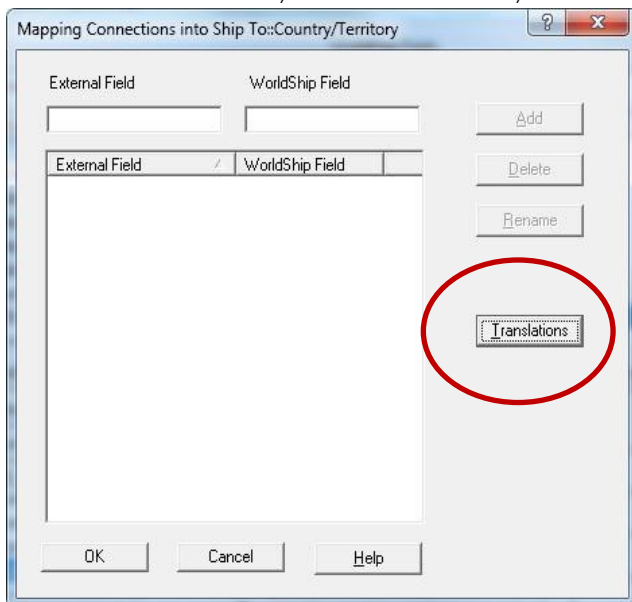 Mapping Connections into Ship To::Country/Territory
External Field WorldShip Field
Add
External Field WorldShip Field
Delete
Rename
Translations
OK Cancel Help